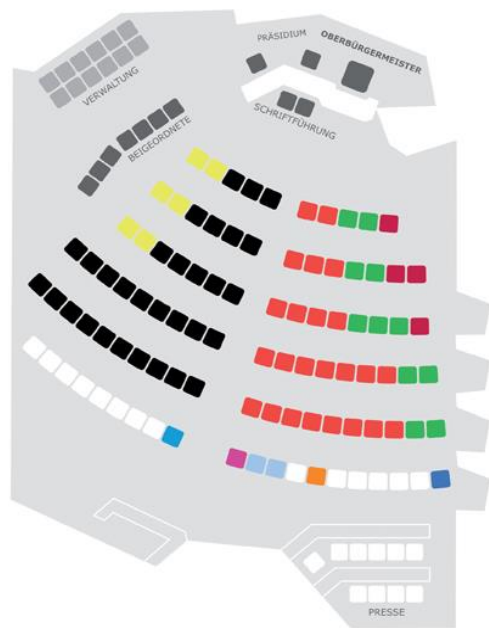 PRÄSIDIUM
OBERBÜRGERMEISTER
VERWALTUNG
SCHRIFTFÜHRUNG
BEIGEORDNETE
PRESSE